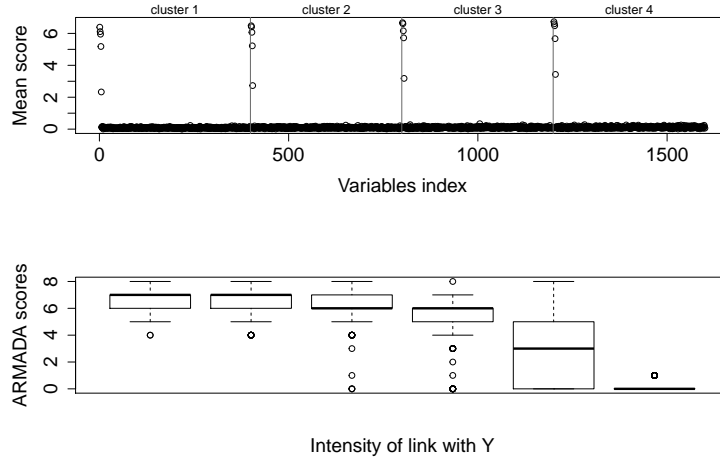 cluster 1 cluster 2 cluster 3 cluster 4
Mean score
6
4
2
0
0 500 1000 1500
Variables index
ARMADA scores
8
6
4
2
0
Intensity of link with Y